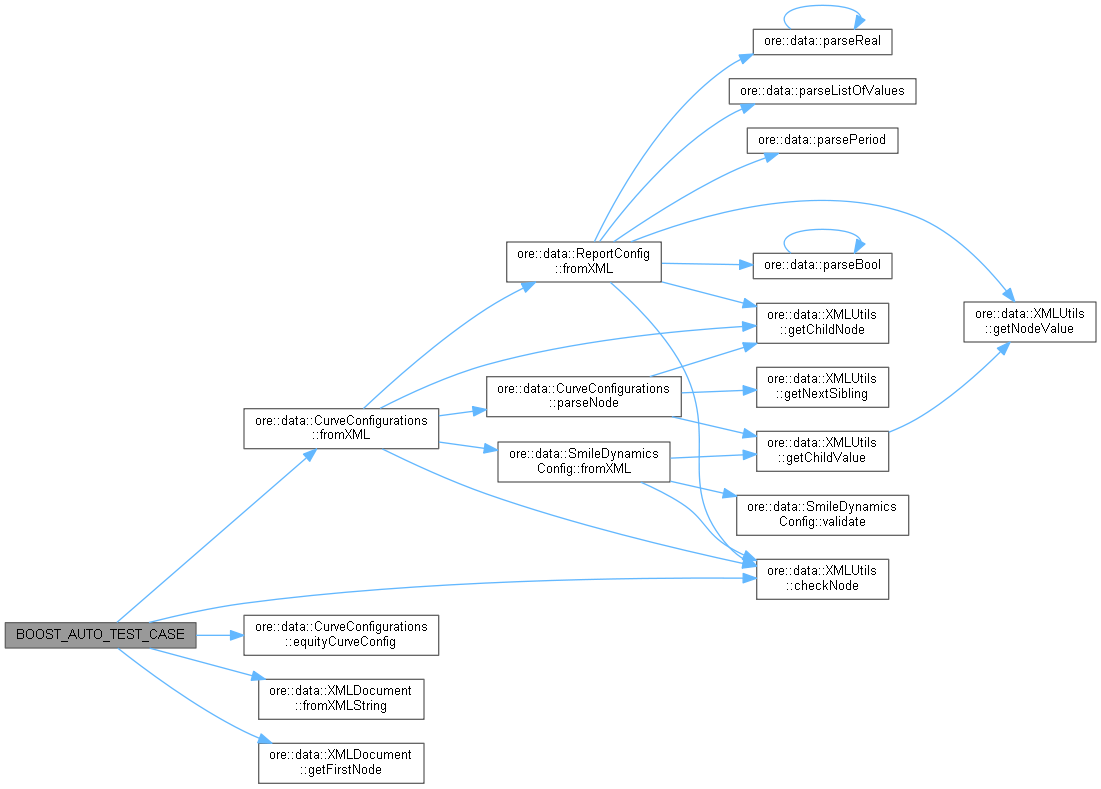 ore::data::parseReal
ore::data::parseListOfValues
ore::data::parsePeriod
ore::data::ReportConfig
::fromXML
ore::data::parseBool
ore::data::XMLUtils
::getChildNode
ore::data::XMLUtils
::getNodeValue
ore::data::CurveConfigurations
::parseNode
ore::data::XMLUtils
::getNextSibling
ore::data::CurveConfigurations
::fromXML
ore::data::XMLUtils
::getChildValue
ore::data::SmileDynamics
Config::fromXML
ore::data::SmileDynamics
Config::validate
ore::data::XMLUtils
::checkNode
BOOST_AUTO_TEST_CASE
ore::data::CurveConfigurations
::equityCurveConfig
ore::data::XMLDocument
::fromXMLString
ore::data::XMLDocument
::getFirstNode